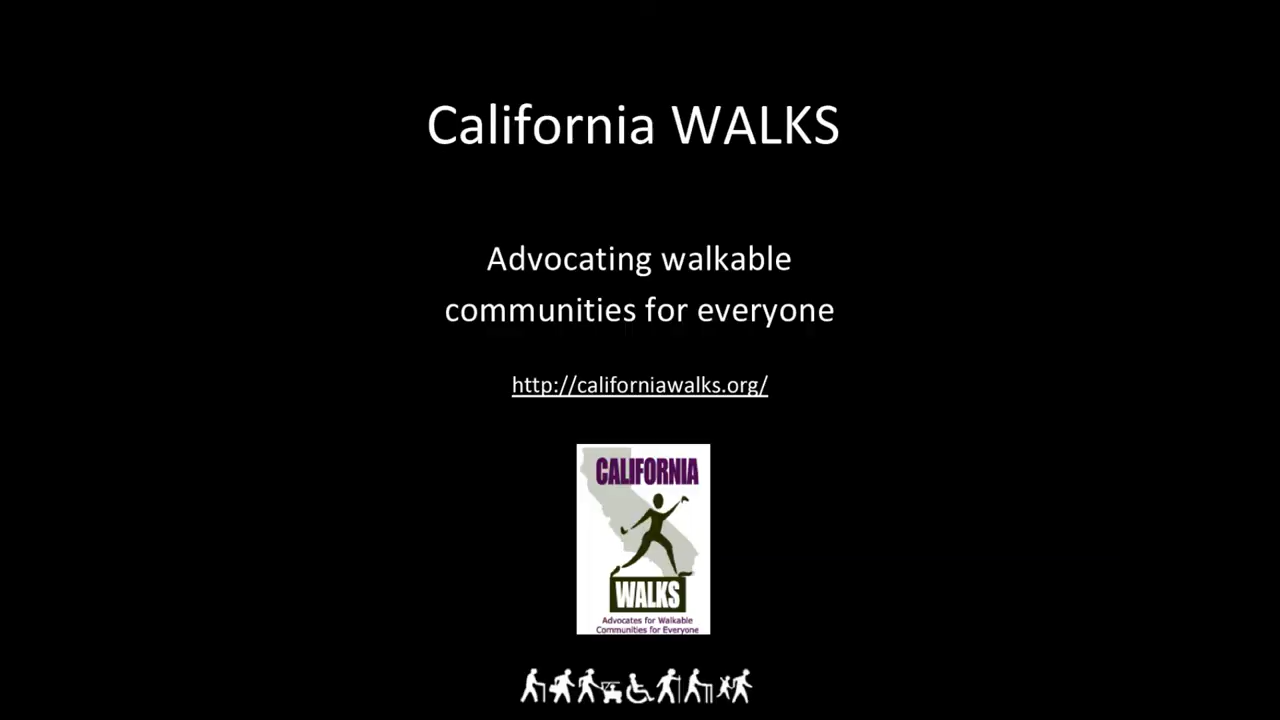 California WALKS
Advocating walkable
communities for everyone
http://californiawalks.org/
CALIFORNIA
WALKS
Advocates for Walkable
Communities for Everyone